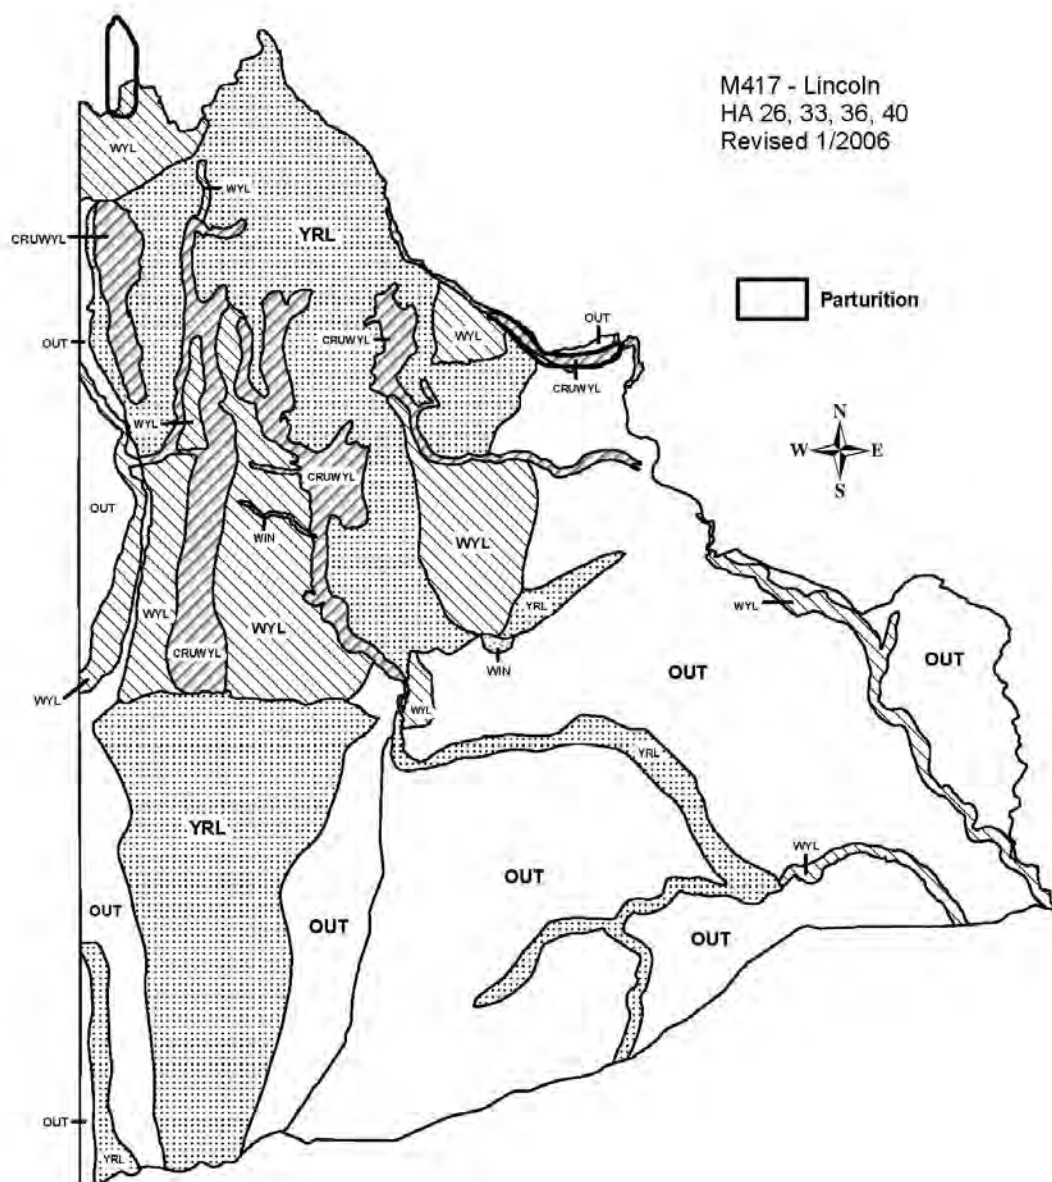 M417 - Lincoln
HA 26, 33, 36, 40
Revised 1/2006
WYL
WYL
CRUWYL
YRL
Parturition
OUT
OUT
CRUWYL
WYL
CRUWYL
N
W E
S
WYL
CRUWYL
OUT
WIN
WYL
WYL
YRL
WYL
WYL
CRUWYL
OUT
WIN
OUT
WYL
WYL
YRL
YRL
WYL
OUT
OUT
OUT
OUT
OUT
YRL